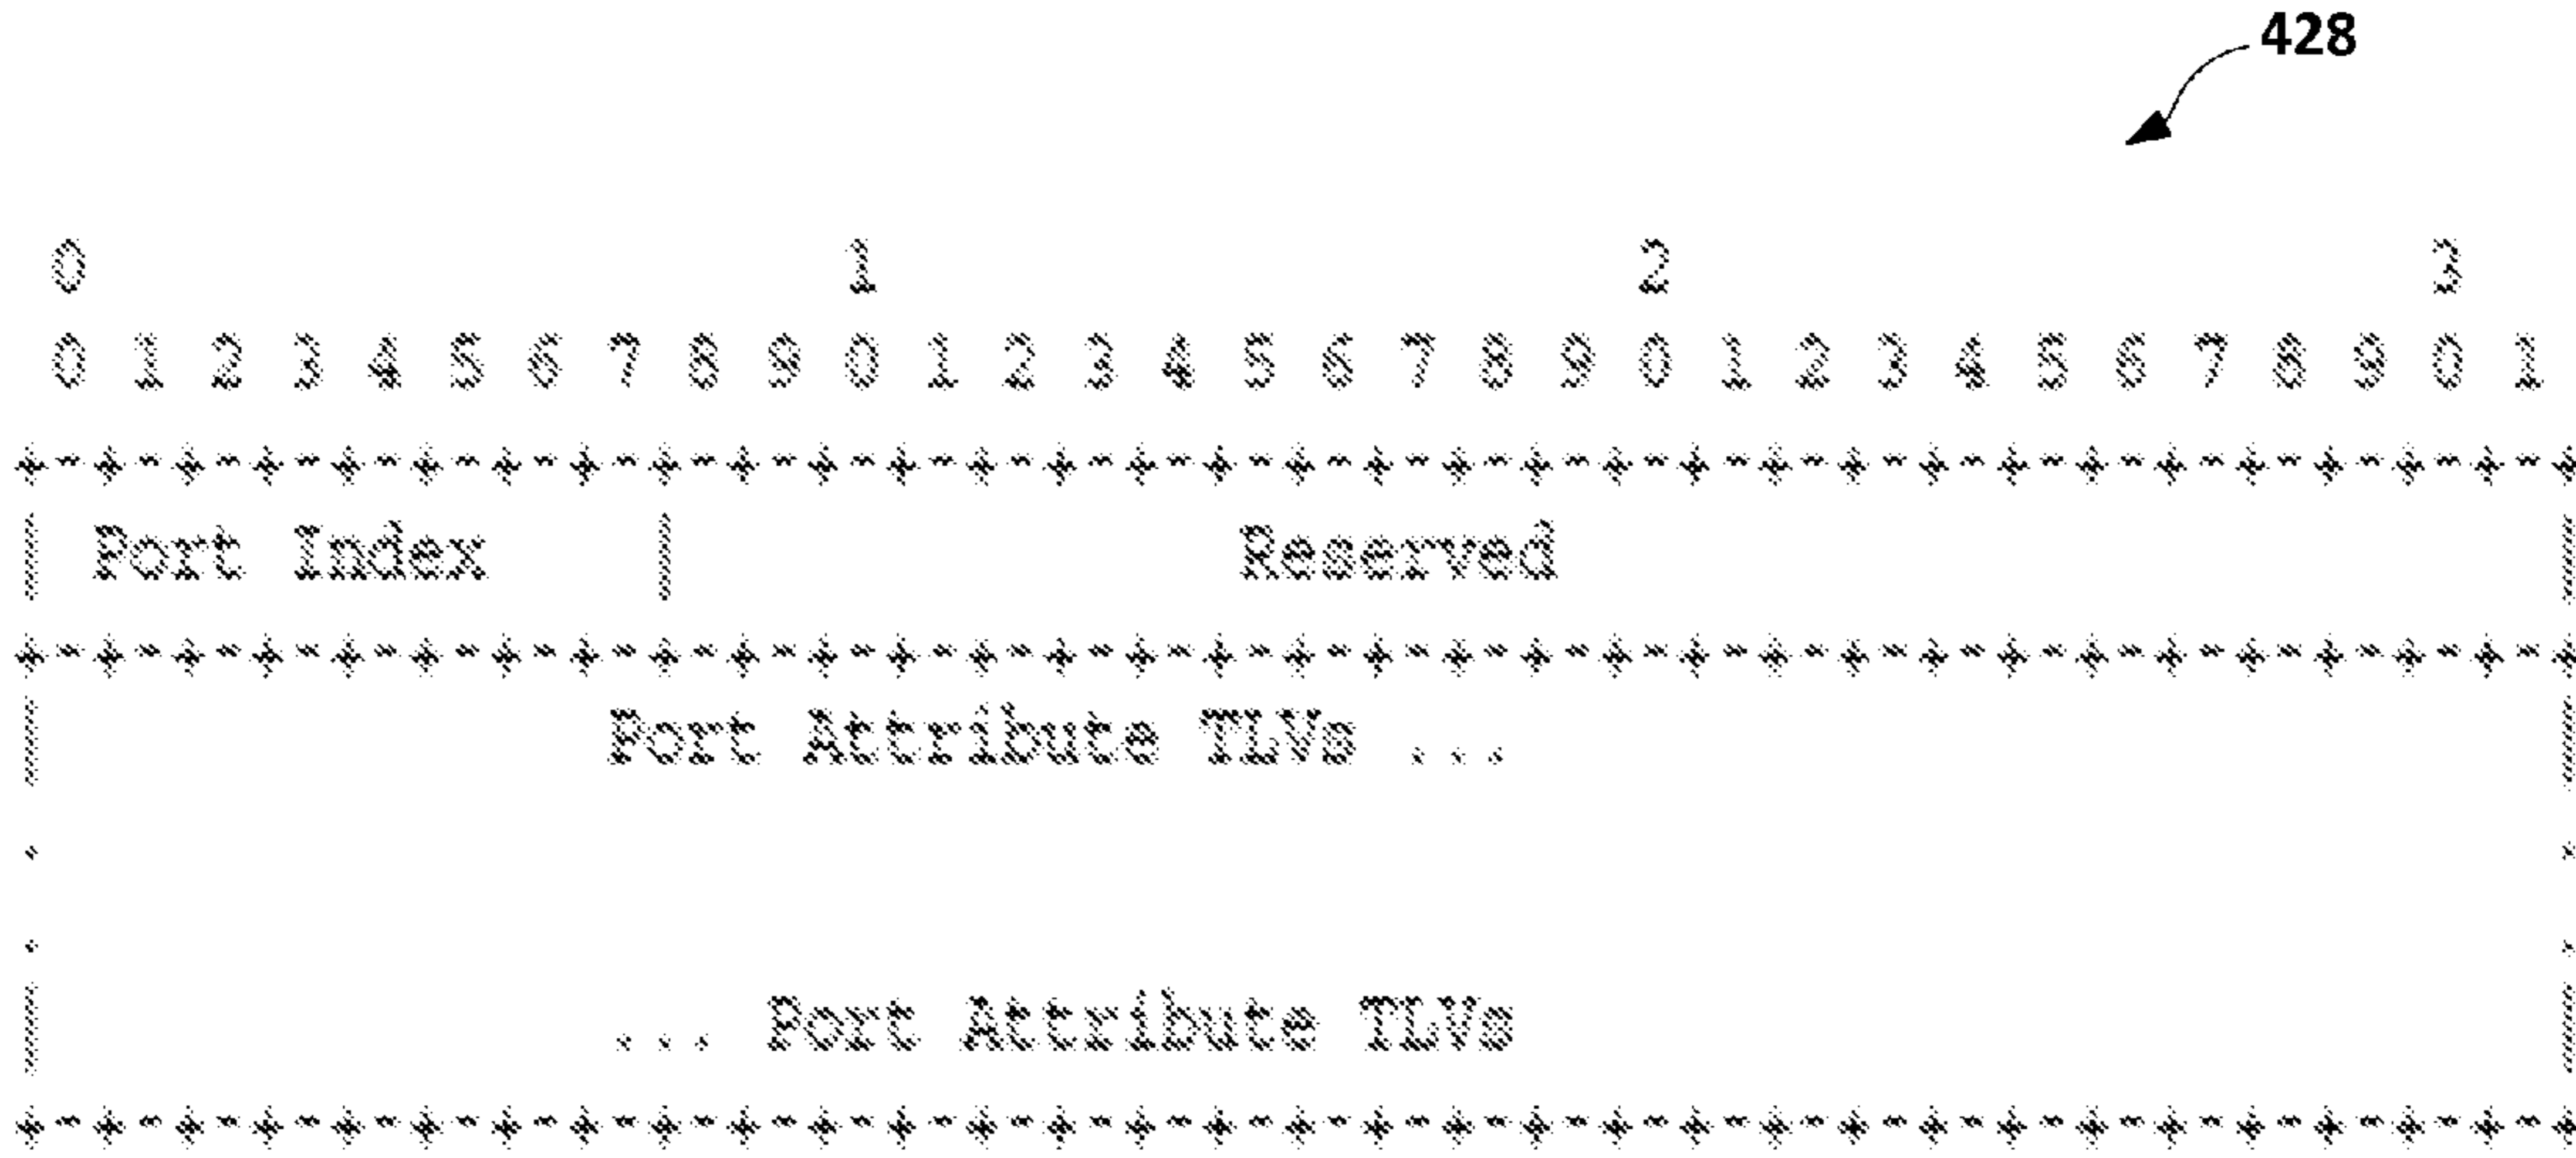 428
0 1 2 3
0 1 2 3 4 5 6 7 8 9 0 1 2 3 4 5 6 7 8 9 0 1 2 3 4 5 6 7 8 9 0 1
+-+-+-+-+-+-+-+-+-+-+-+-+-+-+-+-+-+-+-+-+-+-+-+-+-+-+-+-+-+-+-+-+
| Port Index | Reserved |
+-+-+-+-+-+-+-+-+-+-+-+-+-+-+-+-+-+-+-+-+-+-+-+-+-+-+-+-+-+-+-+-+
| Port Attribute TLVs ... |
. .
. .
| ... Port Attribute TLVs |
+-+-+-+-+-+-+-+-+-+-+-+-+-+-+-+-+-+-+-+-+-+-+-+-+-+-+-+-+-+-+-+-+